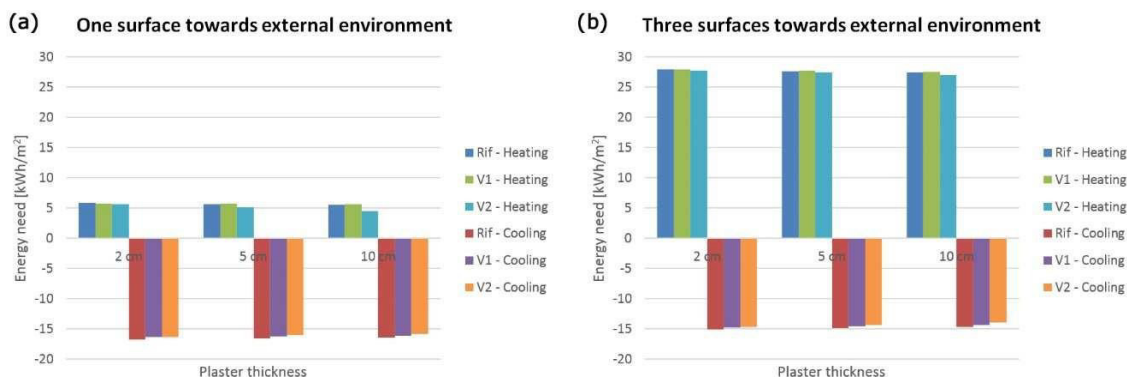 (a) One surface towards external environment
30
25
20
15
10
5
0
-5
-10
-15
-20
Energy need [kWh/m²]
2 cm 5 cm 10 cm
Plaster thickness
Rif - Heating
V1 - Heating
V2 - Heating
Rif - Cooling
V1 - Cooling
V2 - Cooling
(b) Three surfaces towards external environment
30
25
20
15
10
5
0
-5
-10
-15
-20
Energy need [kWh/m²]
2 cm 5 cm 10 cm
Plaster thickness
Rif - Heating
V1 - Heating
V2 - Heating
Rif - Cooling
V1 - Cooling
V2 - Cooling